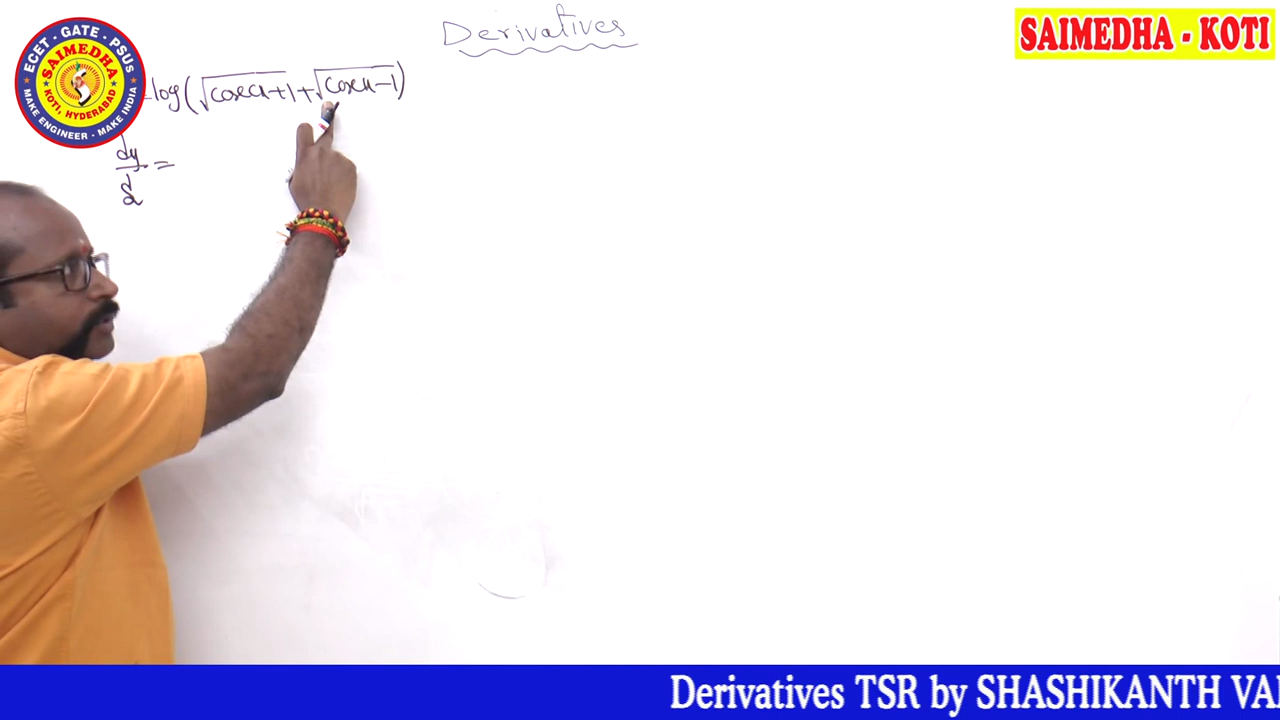 Derivatives
SAIMEDHA - KOTI
ECET - GATE - PSUS
SAIMEDHA
KOTI, HYDERABAD
MAKE ENGINEER - MAKE INDIA
=log(√cosecx+1+√cosecx-1)
dy/dx =
Derivatives TSR by SHASHIKANTH VA